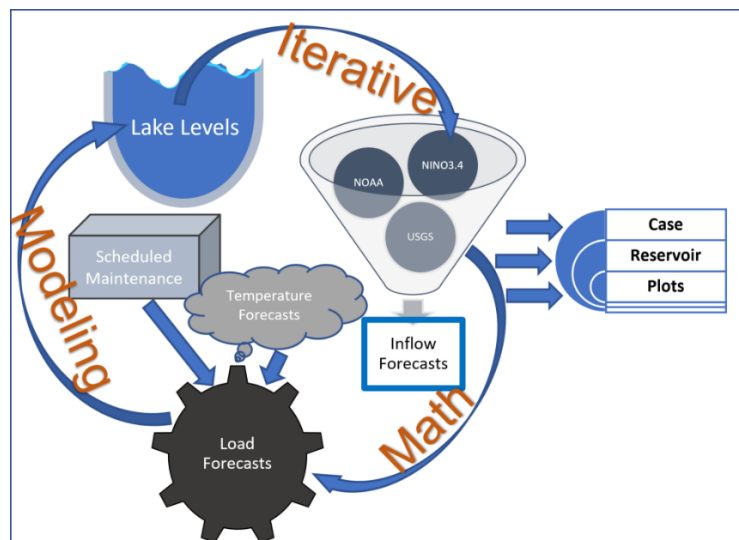 Iterative
Lake Levels
NINO3.4
NOAA
USGS
Case
Reservoir
Plots
Modeling
Scheduled
Maintenance
Temperature
Forecasts
Inflow
Forecasts
Math
Load
Forecasts